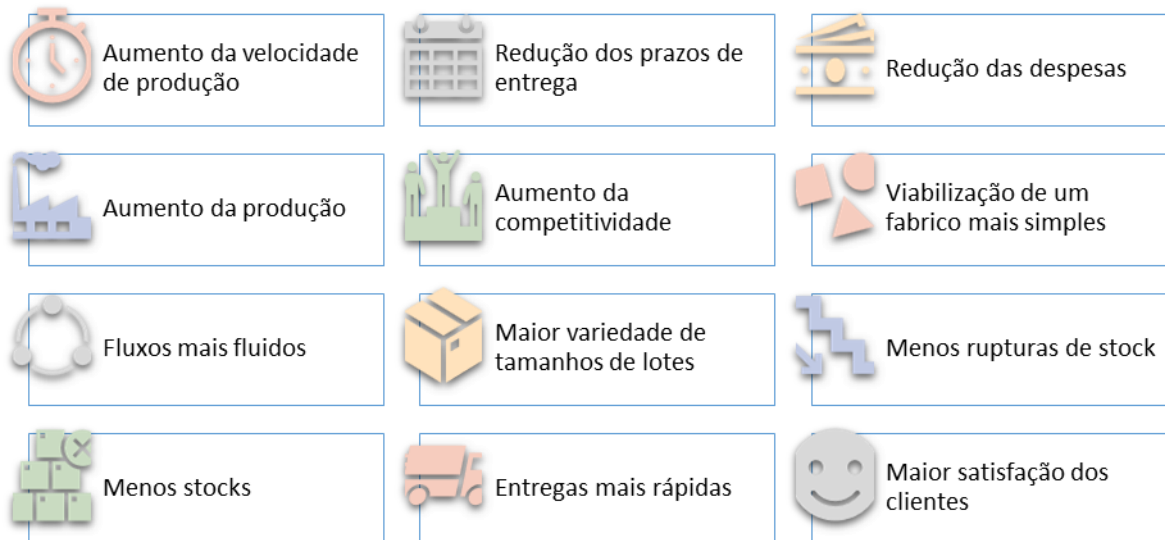 Aumento da velocidade
de produção
Redução dos prazos de
entrega
Redução das despesas
Aumento da produção
Aumento da
competitividade
Viabilização de um
fabrico mais simples
Fluxos mais fluidos
Maior variedade de
tamanhos de lotes
Menos rupturas de stock
Menos stocks
Entregas mais rápidas
Maior satisfação dos
clientes